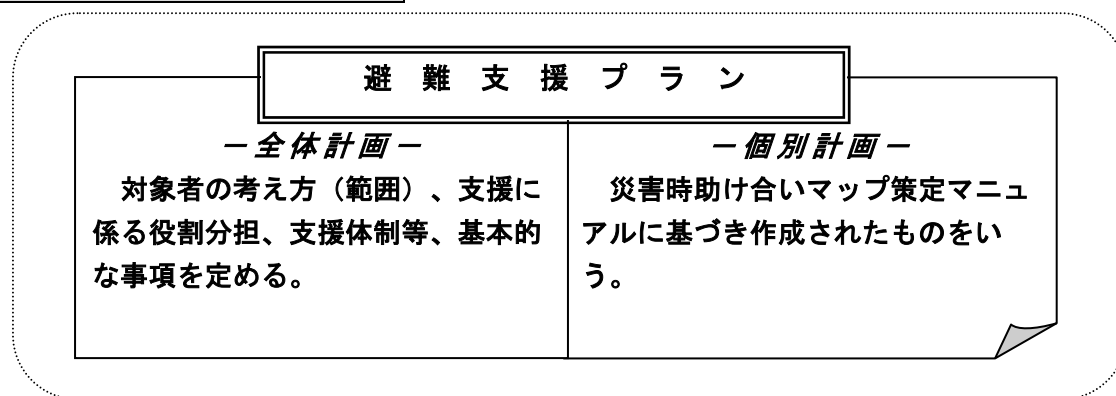 避 難 支 援 プ ラ ン
－全体計画－
対象者の考え方（範囲）、支援に
係る役割分担、支援体制等、基本的
な事項を定める。
－個別計画－
災害時助け合いマップ策定マニュ
アルに基づき作成されたものをい
う。